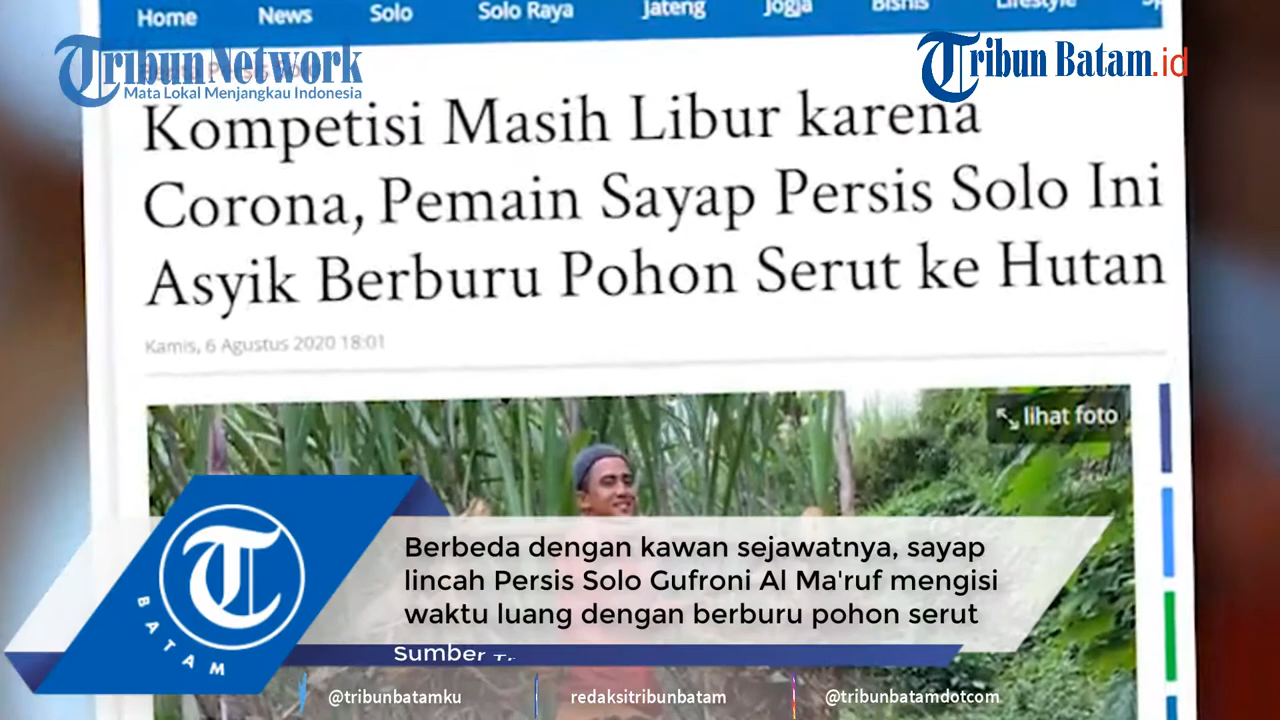 Home News Solo Solo Raya Jateng Jogja Bisnis Lifestyle
Tribun Network
Mata Lokal Menjangkau Indonesia
Tribun Batam.id
Kompetisi Masih Libur karena
Corona, Pemain Sayap Persis Solo Ini
Asyik Berburu Pohon Serut ke Hutan
Kamis, 6 Agustus 2020 18:01
lihat foto
BATAM
Berbeda dengan kawan sejawatnya, sayap
lincah Persis Solo Gufroni Al Ma'ruf mengisi
waktu luang dengan berburu pohon serut
Sumber
@tribunbatamku redaksitribunbatam @tribunbatamdotcom